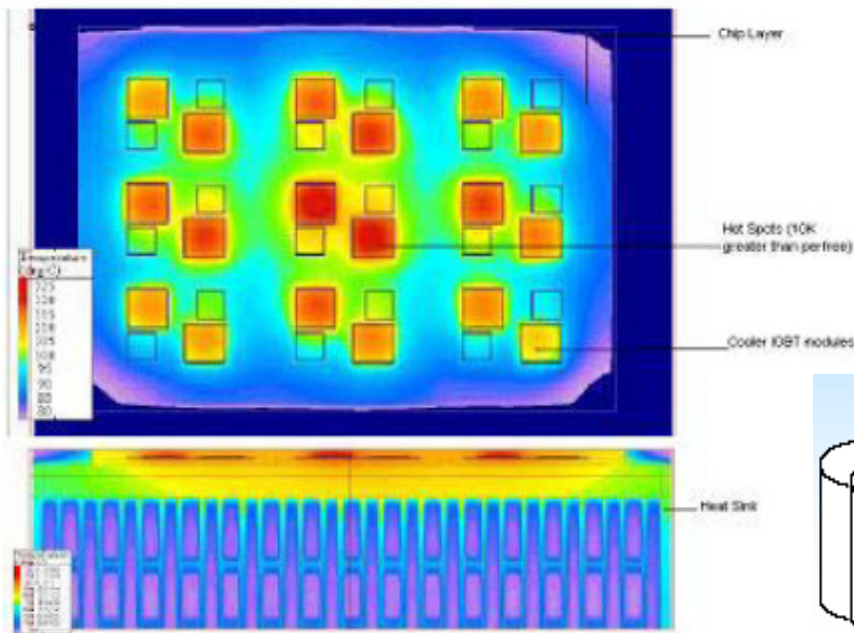 Chip Layer
Hot Spots (10K
greater than perfree)
Temperature
(deg C)
125
120
115
110
105
100
95
90
85
80
Cooler IGBT modules
Heat Sink